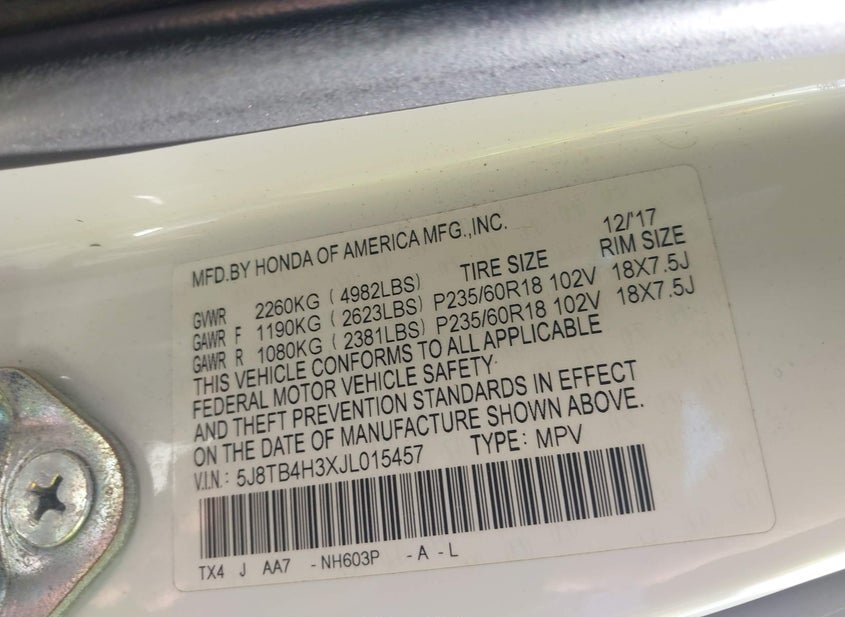 MFD.BY HONDA OF AMERICA MFG.,INC. 12/'17
TIRE SIZE RIM SIZE
GVWR 2260KG ( 4982LBS)
GAWR F 1190KG ( 2623LBS) P235/60R18 102V 18X7.5J
GAWR R 1080KG ( 2381LBS) P235/60R18 102V 18X7.5J
THIS VEHICLE CONFORMS TO ALL APPLICABLE
FEDERAL MOTOR VEHICLE SAFETY
AND THEFT PREVENTION STANDARDS IN EFFECT
ON THE DATE OF MANUFACTURE SHOWN ABOVE.
V.I.N.: 5J8TB4H3XJL015457 TYPE: MPV
TX4 J AA7 -NH603P -A -L